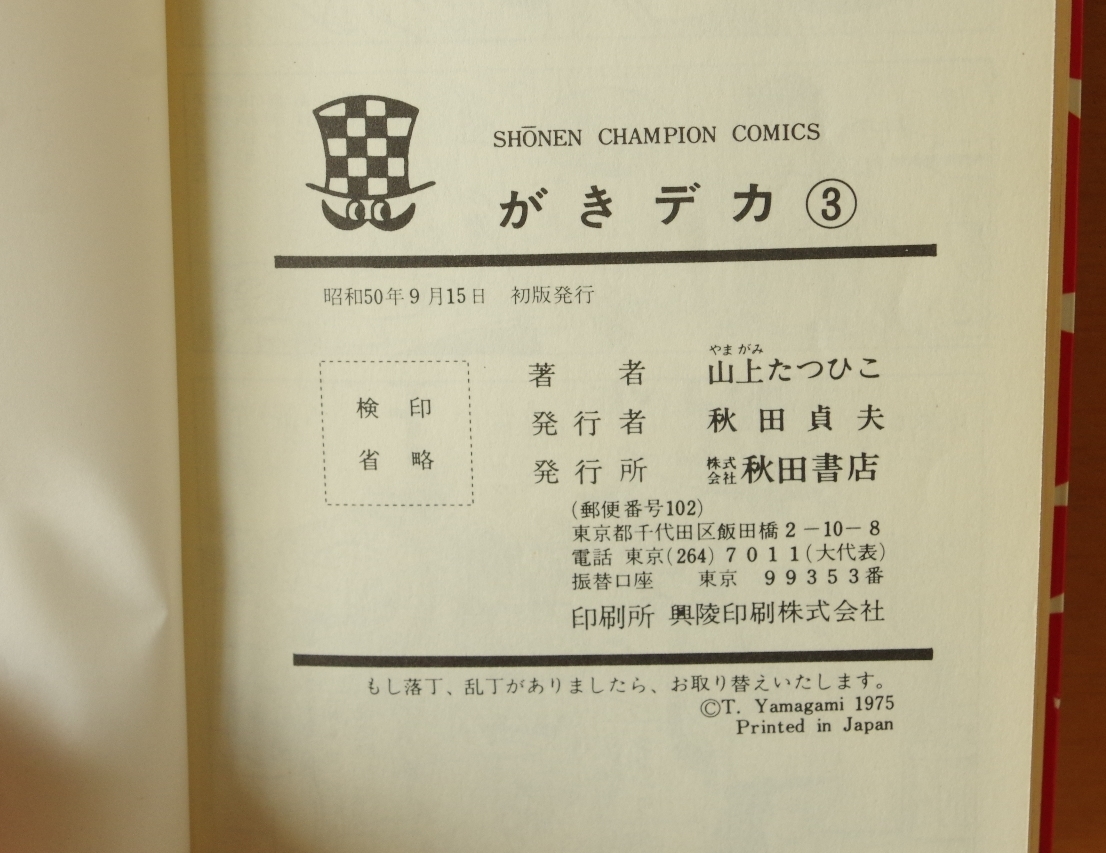 SHŌNEN CHAMPION COMICS
がきデカ③
昭和50年9月15日 初版発行
検印
省略
やまがみ
著者 山上たつひこ
発行者 秋田貞夫
発行所 株式会社秋田書店
(郵便番号102)
東京都千代田区飯田橋2-10-8
電話 東京(264)7011(大代表)
振替口座 東京 99353番
印刷所 興陵印刷株式会社
もし落丁、乱丁がありましたら、お取り替えいたします。
©T. Yamagami 1975
Printed in Japan